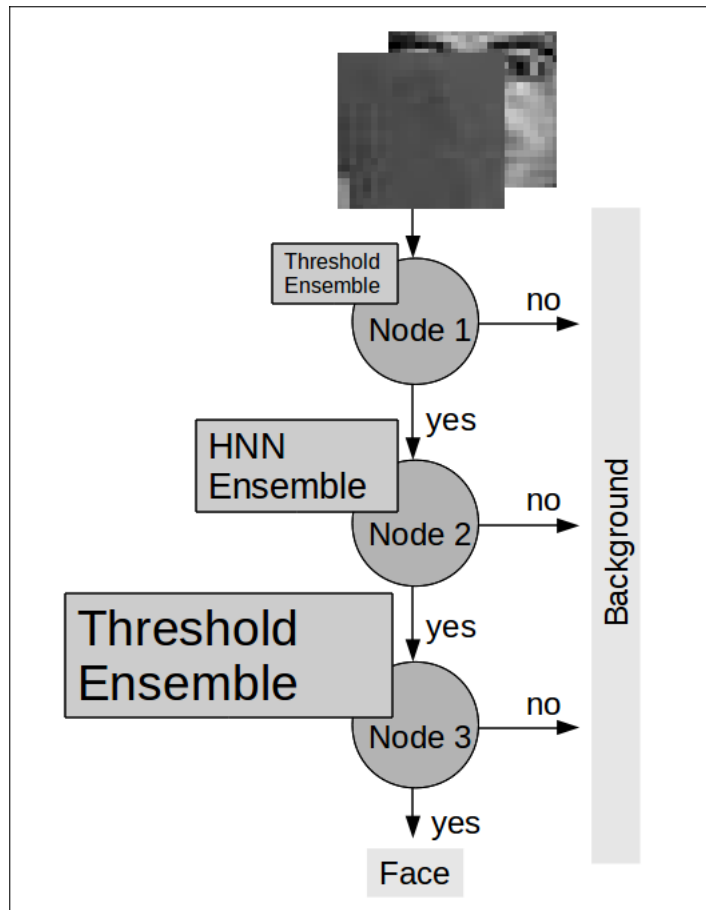 Threshold
Ensemble
Node 1
no
yes
HNN
Ensemble
Node 2
no
yes
Threshold
Ensemble
Node 3
no
yes
Face
Background